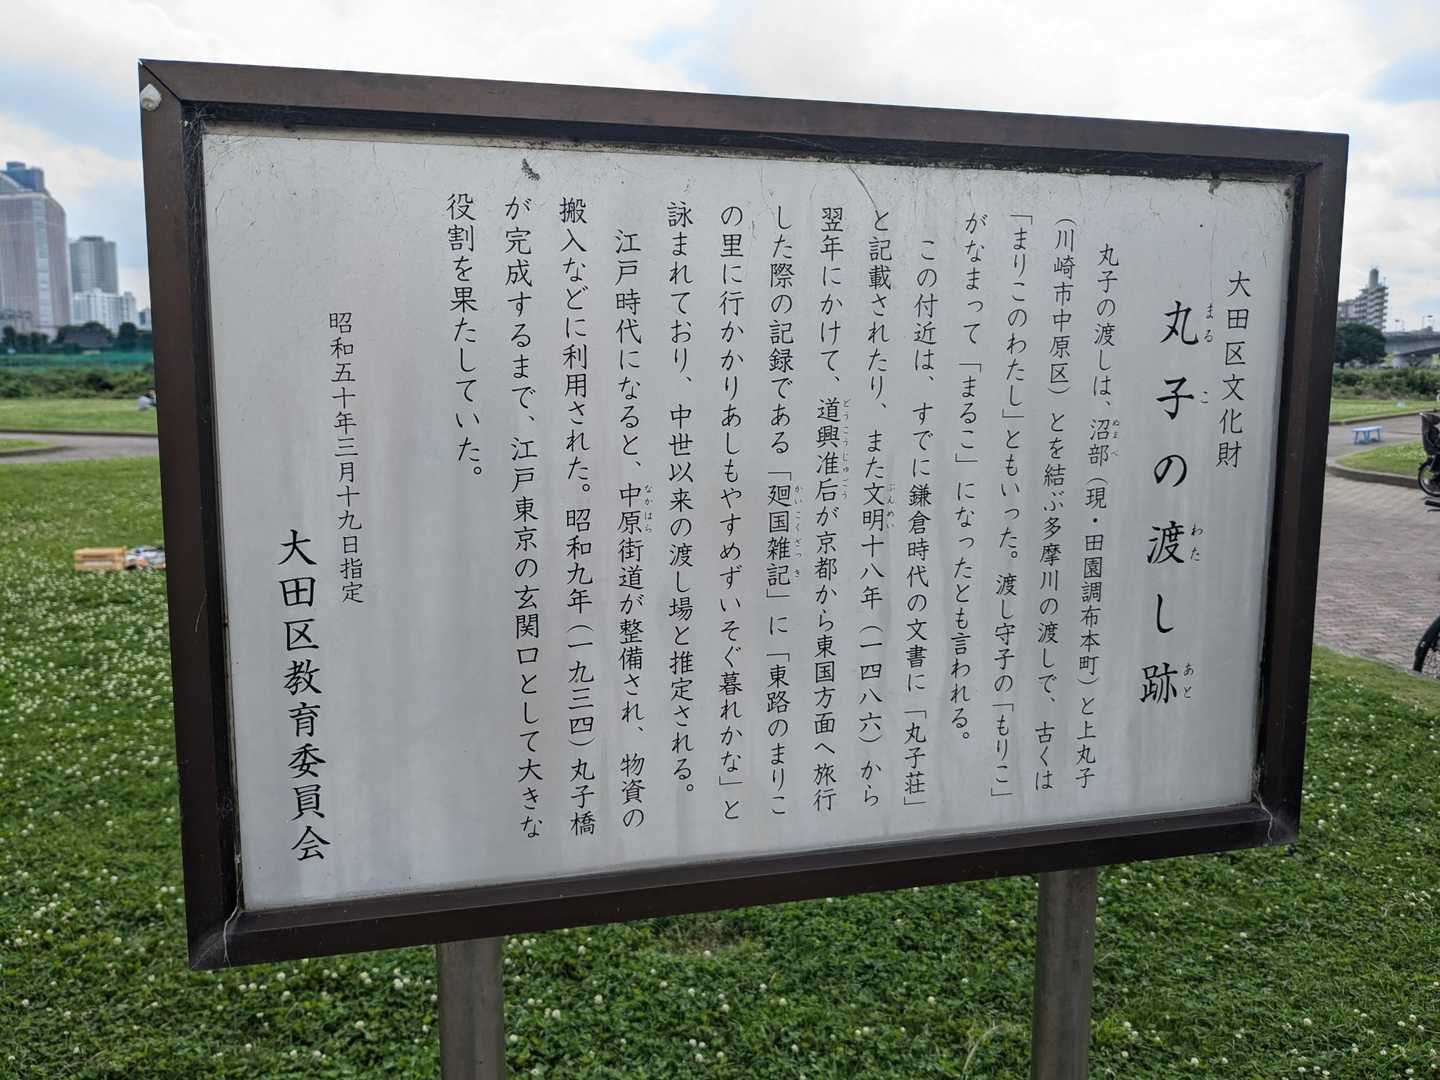 大田区文化財
丸子の渡し跡
丸子の渡しは、沼部（現・田園調布本町）と上丸子
（川崎市中原区）とを結ぶ多摩川の渡しで、古くは
「まりこのわたし」ともいった。渡し守子の「もりこ」
がなまって「まるこ」になったとも言われる。
この付近は、すでに鎌倉時代の文書に「丸子荘」
と記載されたり、また文明十八年（一四八六）から
翌年にかけて、道興准后が京都から東国方面へ旅行
した際の記録である「廻国雑記」に「東路のまりこ
の里に行かかりあしもやすめずいそぐ暮れかな」と
詠まれており、中世以来の渡し場と推定される。
江戸時代になると、中原街道が整備され、物資の
搬入などに利用された。昭和九年（一九三四）丸子橋
が完成するまで、江戸東京の玄関口として大きな
役割を果たしていた。
昭和五十年三月十九日指定
大田区教育委員会